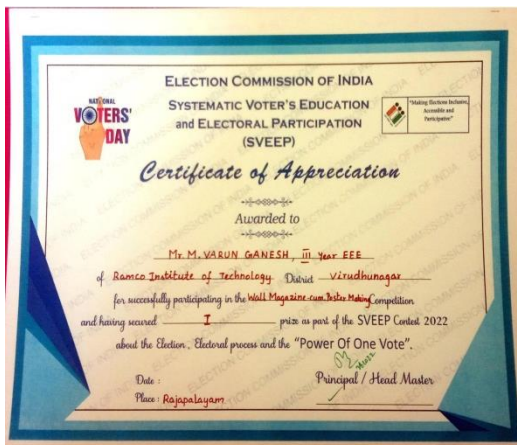 ELECTION COMMISSION OF INDIA
NATIONAL
VOTERS'
DAY
SYSTEMATIC VOTER'S EDUCATION
and ELECTORAL PARTICIPATION
(SVEEP)
"Making Elections Inclusive,
Accessible and
Participative"
Certificate of Appreciation
Awarded to
Mr. M. VARUN GANESH, III Year EEE
of Ramco Institute of Technology District Virudhunagar
for successfully participating in the Wall Magazine-cum Poster Making Competition
and having secured I prize as part of the SVEEP Contest 2022
about the Election, Electoral process and the "Power Of One Vote".
Date :
Principal / Head Master
Place : Rajapalayam